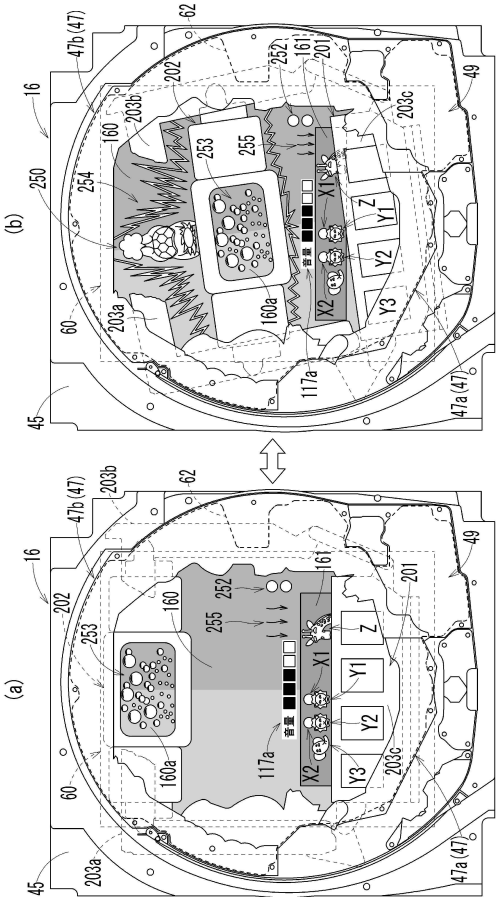 (a)
16
202
253
47b (47)
203b
62
60
45
203a
160
252
255
160a
161
117a
音量
X2
X1
Z
Y3
Y2
Y1
201
203c
47a (47)
49
(b)
16
250
254
160
203b
47b (47)
202
62
253
252
255
161
201
60
45
203a
160a
音量
117a
X2
X1
203c
Z
Y1
Y2
Y3
47a (47)
49